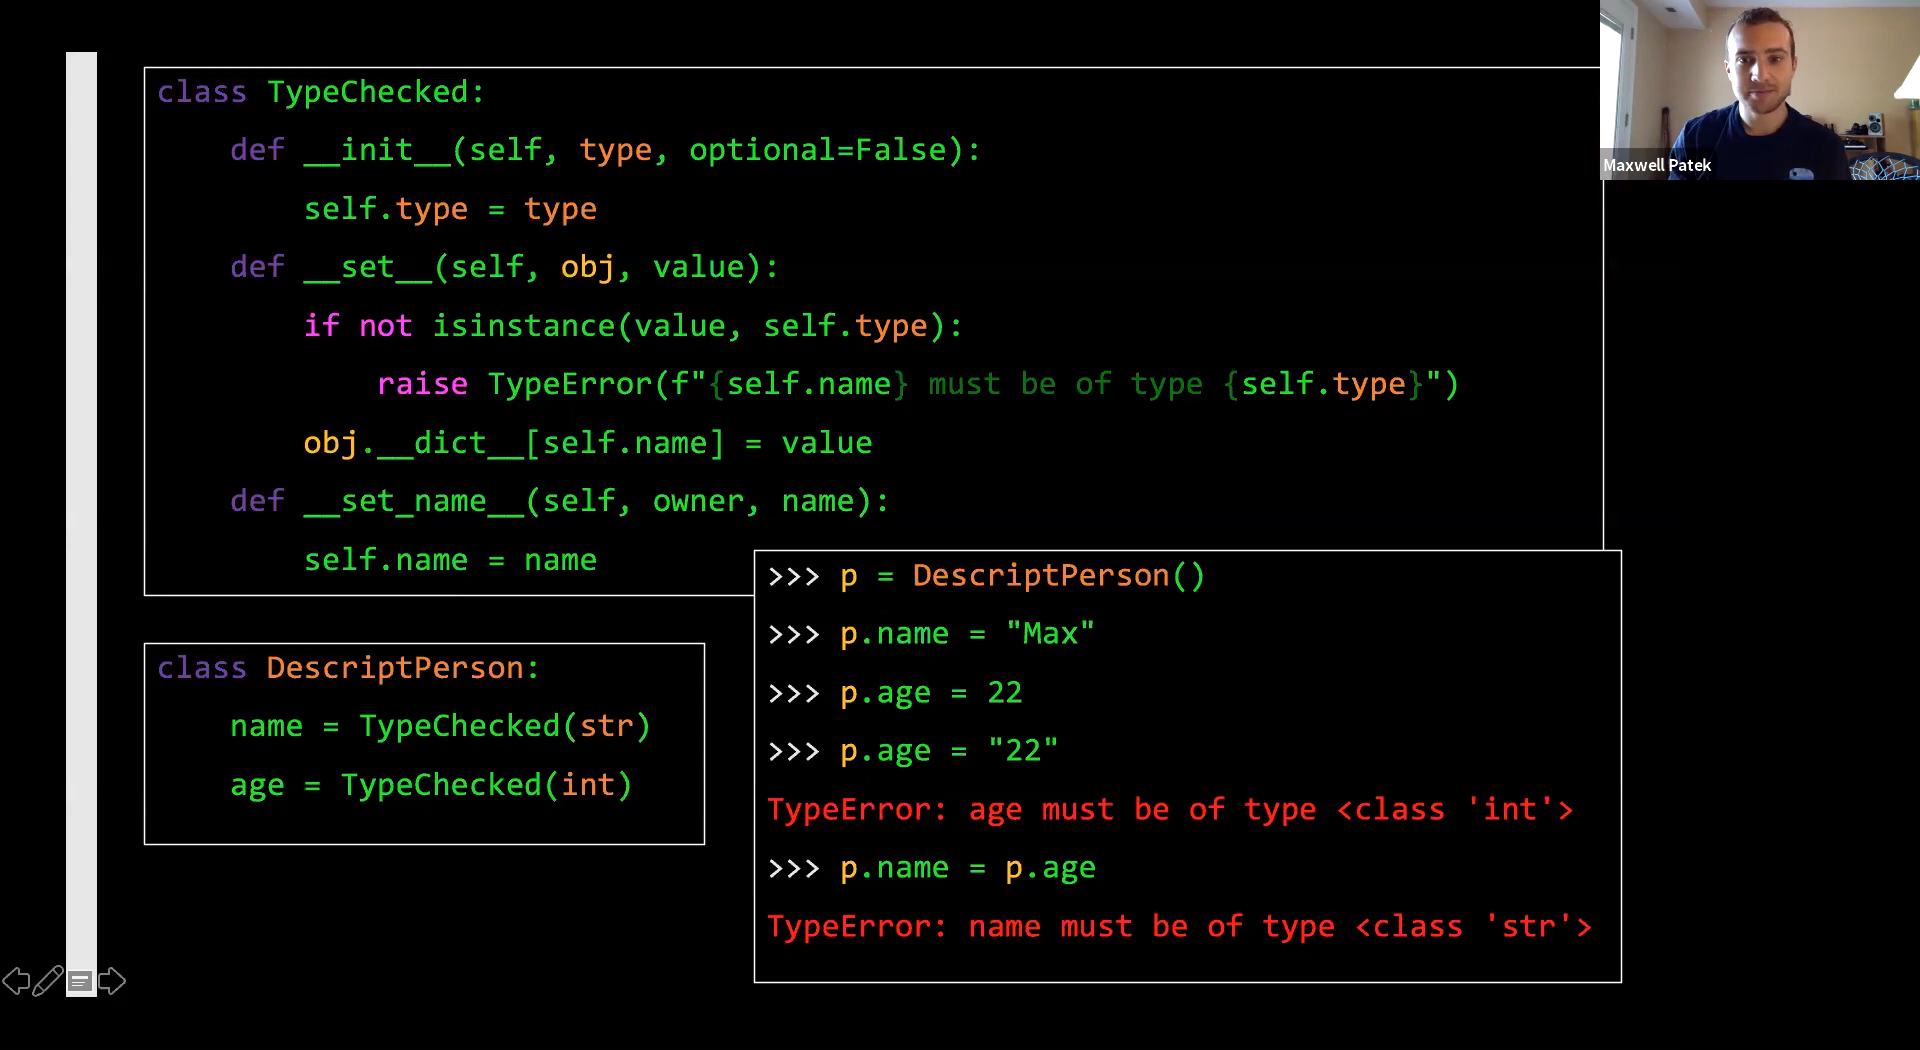 class TypeChecked:
    def __init__(self, type, optional=False):
        self.type = type
    def __set__(self, obj, value):
        if not isinstance(value, self.type):
            raise TypeError(f"{self.name} must be of type {self.type}")
        obj.__dict__[self.name] = value
    def __set_name__(self, owner, name):
        self.name = name
class DescriptPerson:
    name = TypeChecked(str)
    age = TypeChecked(int)
>>> p = DescriptPerson()
>>> p.name = "Max"
>>> p.age = 22
>>> p.age = "22"
TypeError: age must be of type <class 'int'>
>>> p.name = p.age
TypeError: name must be of type <class 'str'>
Maxwell Patek